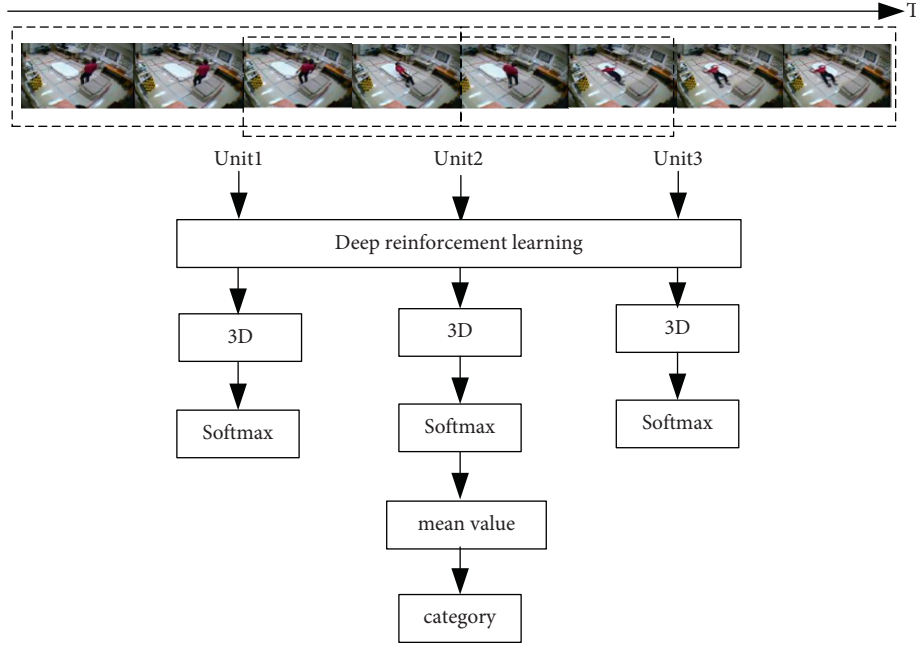 T
Unit1 Unit2 Unit3
Deep reinforcement learning
3D 3D 3D
Softmax Softmax Softmax
mean value
category